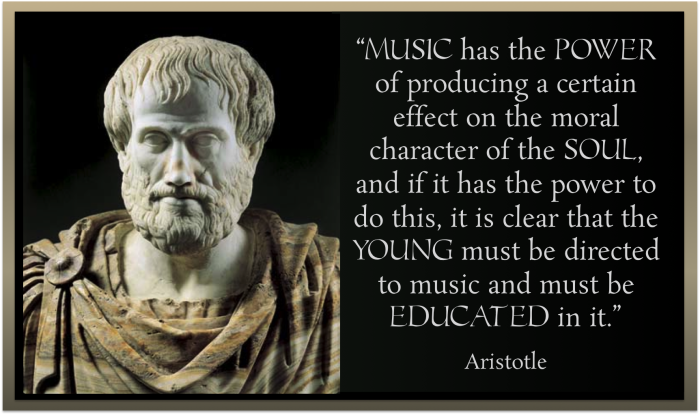 “MUSIC has the POWER
of producing a certain
effect on the moral
character of the SOUL,
and if it has the power to
do this, it is clear that the
YOUNG must be directed
to music and must be
EDUCATED in it.”
Aristotle